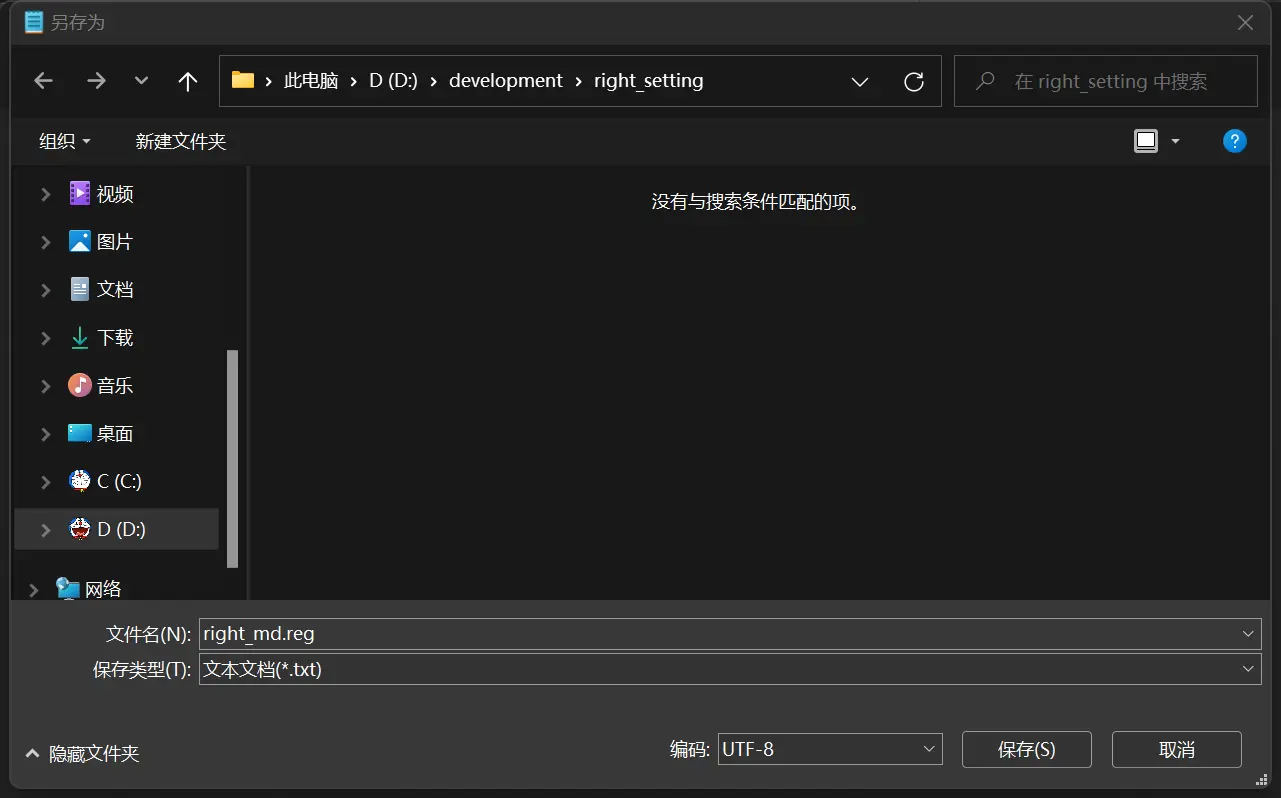 另存为
此电脑 › D (D:) › development › right_setting
在 right_setting 中搜索
组织
新建文件夹
?
视频
图片
文档
下载
音乐
桌面
C (C:)
D (D:)
网络
没有与搜索条件匹配的项。
文件名(N): right_md.reg
保存类型(T): 文本文档(*.txt)
隐藏文件夹
编码: UTF-8
保存(S)
取消